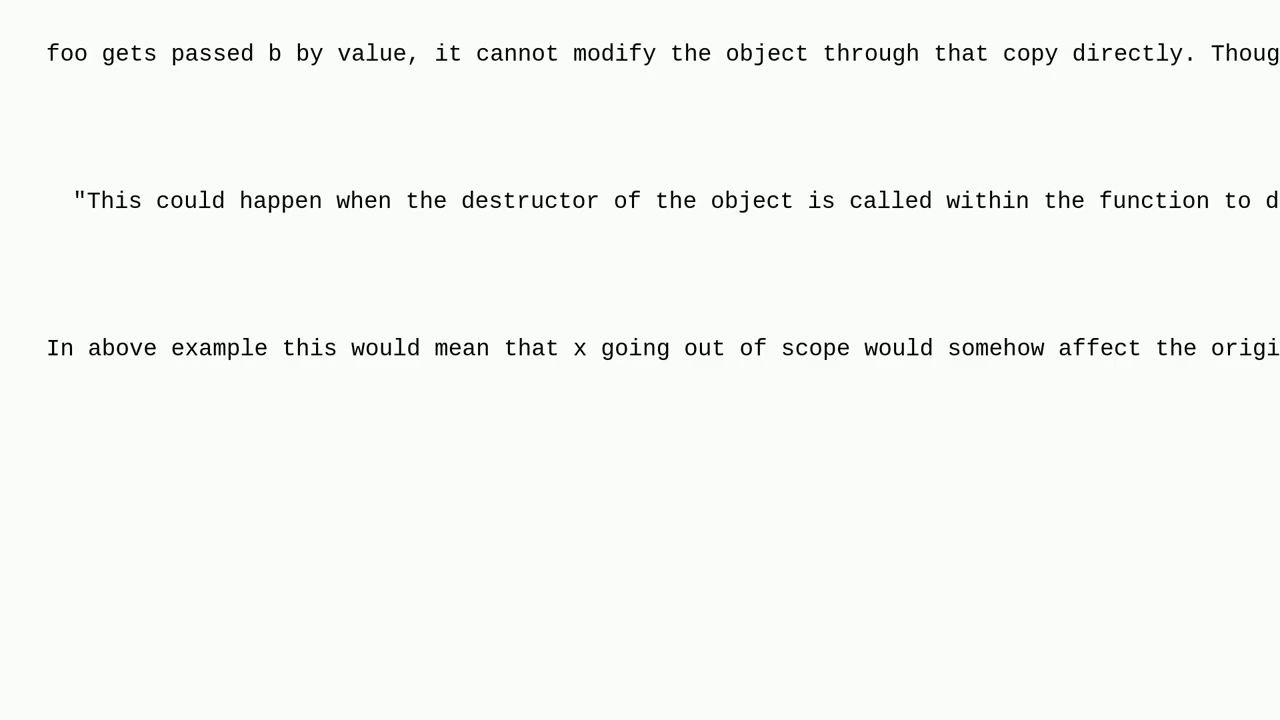 foo gets passed b by value, it cannot modify the object through that copy directly. Thoug
"This could happen when the destructor of the object is called within the function to d
In above example this would mean that x going out of scope would somehow affect the origi